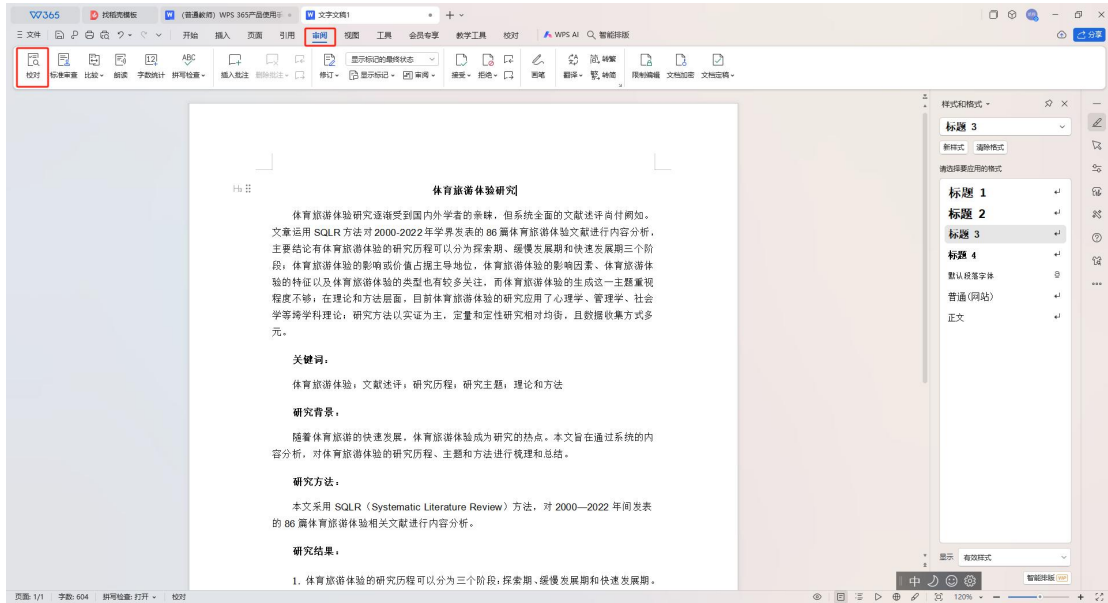 W365 找稻壳模板 (普通教师) WPS 365产品使用手 文字文稿1
三 文件 开始 插入 页面 引用 审阅 视图 工具 会员专享 教学工具 校对 WPS AI 智能排版 分享
显示标记的最终状态 转繁
校对 标准审查 比较 朗读 字数统计 拼写检查 插入批注 删除批注 修订 显示标记 审阅 接受 拒绝 画笔 翻译 转简 限制编辑 文档加密 文档定稿
体育旅游体验研究
体育旅游体验研究逐渐受到国内外学者的亲睐,但系统全面的文献述评尚付阙如。
文章运用 SQLR 方法对 2000-2022 年学界发表的 86 篇体育旅游体验文献进行内容分析,
主要结论有体育旅游体验的研究历程可以分为探索期、缓慢发展期和快速发展期三个阶
段;体育旅游体验的影响或价值占据主导地位,体育旅游体验的影响因素、体育旅游体
验的特征以及体育旅游体验的类型也有较多关注,而体育旅游体验的生成这一主题重视
程度不够;在理论和方法层面,目前体育旅游体验的研究应用了心理学、管理学、社会
学等跨学科理论;研究方法以实证为主,定量和定性研究相对均衡,且数据收集方式多
元。
关键词:
体育旅游体验;文献述评;研究历程;研究主题;理论和方法
研究背景:
随着体育旅游的快速发展,体育旅游体验成为研究的热点。本文旨在通过系统的内
容分析,对体育旅游体验的研究历程、主题和方法进行梳理和总结。
研究方法:
本文采用 SQLR(Systematic Literature Review)方法,对 2000—2022 年间发表
的 86 篇体育旅游体验相关文献进行内容分析。
研究结果:
1. 体育旅游体验的研究历程可以分为三个阶段:探索期、缓慢发展期和快速发展期。
样式和格式
标题 3
新样式 清除格式
请选择要应用的格式
标题 1
标题 2
标题 3
标题 4
默认段落字体
普通(网站)
正文
显示 有效样式
智能排版
中
页面: 1/1 字数: 604 拼写检查: 打开 校对 120%